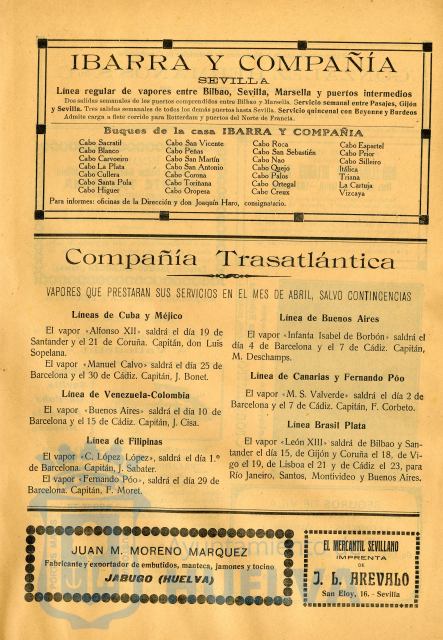 IBARRA Y COMPAÑÍA
SEVILLA
Línea regular de vapores entre Bilbao, Sevilla, Marsella y puertos intermedios
Dos salidas semanales de los puertos comprendidos entre Bilbao y Marsella. Servicio semanal entre Pasajes, Gijón
y Sevilla. Tres salidas semanales de todos los demás puertos hasta Sevilla. Servicio quincenal con Bayonne y Burdeos
Admite carga a flete corrido para Rotterdam y puertos del Norte de Francia.
Buques de la casa IBARRA Y COMPAÑÍA
Cabo Sacratif
Cabo Blanco
Cabo Carvoeiro
Cabo La Plata
Cabo Cullera
Cabo Santa Pola
Cabo Higuer
Cabo San Vicente
Cabo Peñas
Cabo San Martín
Cabo San Antonio
Cabo Corona
Cabo Toriñana
Cabo Oropesa
Cabo Roca
Cabo San Sebastián
Cabo Nao
Cabo Quejo
Cabo Palos
Cabo Ortegal
Cabo Creux
Cabo Espartel
Cabo Prior
Cabo Silleiro
Itálica
Triana
La Cartuja
Vizcaya
Para informes: oficinas de la Dirección y don Joaquín Haro, consignatario.
Compañía Trasatlántica
VAPORES QUE PRESTARAN SUS SERVICIOS EN EL MES DE ABRIL, SALVO CONTINGENCIAS
Líneas de Cuba y Méjico
El vapor «Alfonso XII» saldrá el día 19 de
Santander y el 21 de Coruña. Capitán, don Luis
Sopelana.
El vapor «Manuel Calvo» saldrá el día 25 de
Barcelona y el 30 de Cádiz. Capitán, J. Bonet.
Línea de Venezuela-Colombia
El vapor «Buenos Aires» saldrá el día 10 de
Barcelona y el 15 de Cádiz. Capitán, J. Cisa.
Línea de Filipinas
El vapor «C. López López», saldrá el día 1.º
de Barcelona. Capitán, J. Sabater.
El vapor «Fernando Póo», saldrá el día 29 de
Barcelona. Capitán, F. Moret.
Línea de Buenos Aires
El vapor «Infanta Isabel de Borbón» saldrá el
día 4 de Barcelona y el 7 de Cádiz. Capitán,
M. Deschamps.
Línea de Canarias y Fernando Póo
El vapor «M. S. Valverde» saldrá el día 2 de
Barcelona y el 7 de Cádiz. Capitán, F. Corbeto.
Línea Brasil Plata
El vapor «León XIII» saldrá de Bilbao y Santander
el día 15, de Gijón y Coruña el 18, de Vigo
el 19, de Lisboa el 21 y de Cádiz el 23, para
Río Janeiro, Santos, Montivideo y Buenos Aires.
JUAN M. MORENO MARQUEZ
Fabricante y exportador de embutidos, manteca, jamones y tocino
JABUGO (HUELVA)
EL MERCANTIL SEVILLANO
IMPRENTA
DE
J. L. AREVALO
San Eloy, 16. - Sevilla